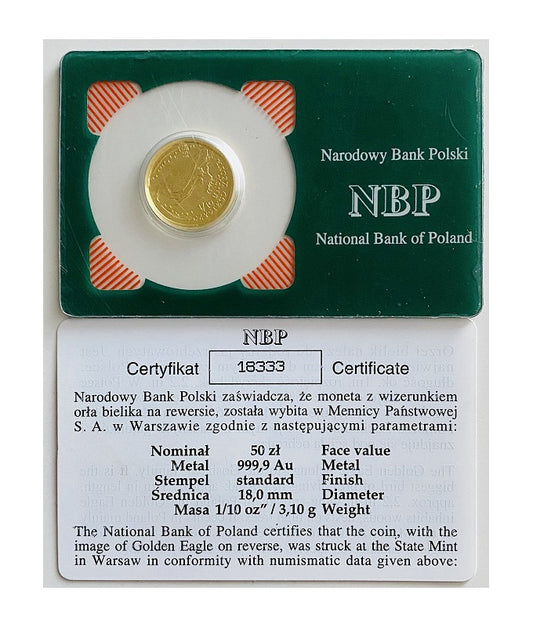 Narodowy Bank Polski
NBP
National Bank of Poland
NBP
Certyfikat 18333 Certificate
Narodowy Bank Polski zaświadcza, że moneta z wizerunkiem
orła bielika na rewersie, została wybita w Mennicy Państwowej
S. A. w Warszawie zgodnie z następującymi parametrami:
Nominał 50 zł Face value
Metal 999,9 Au Metal
Stempel standard Finish
Średnica 18,0 mm Diameter
Masa 1/10 oz" / 3,10 g Weight
The National Bank of Poland certifies that the coin, with the
image of Golden Eagle on reverse, was struck at the State Mint
in Warsaw in conformity with numismatic data given above: